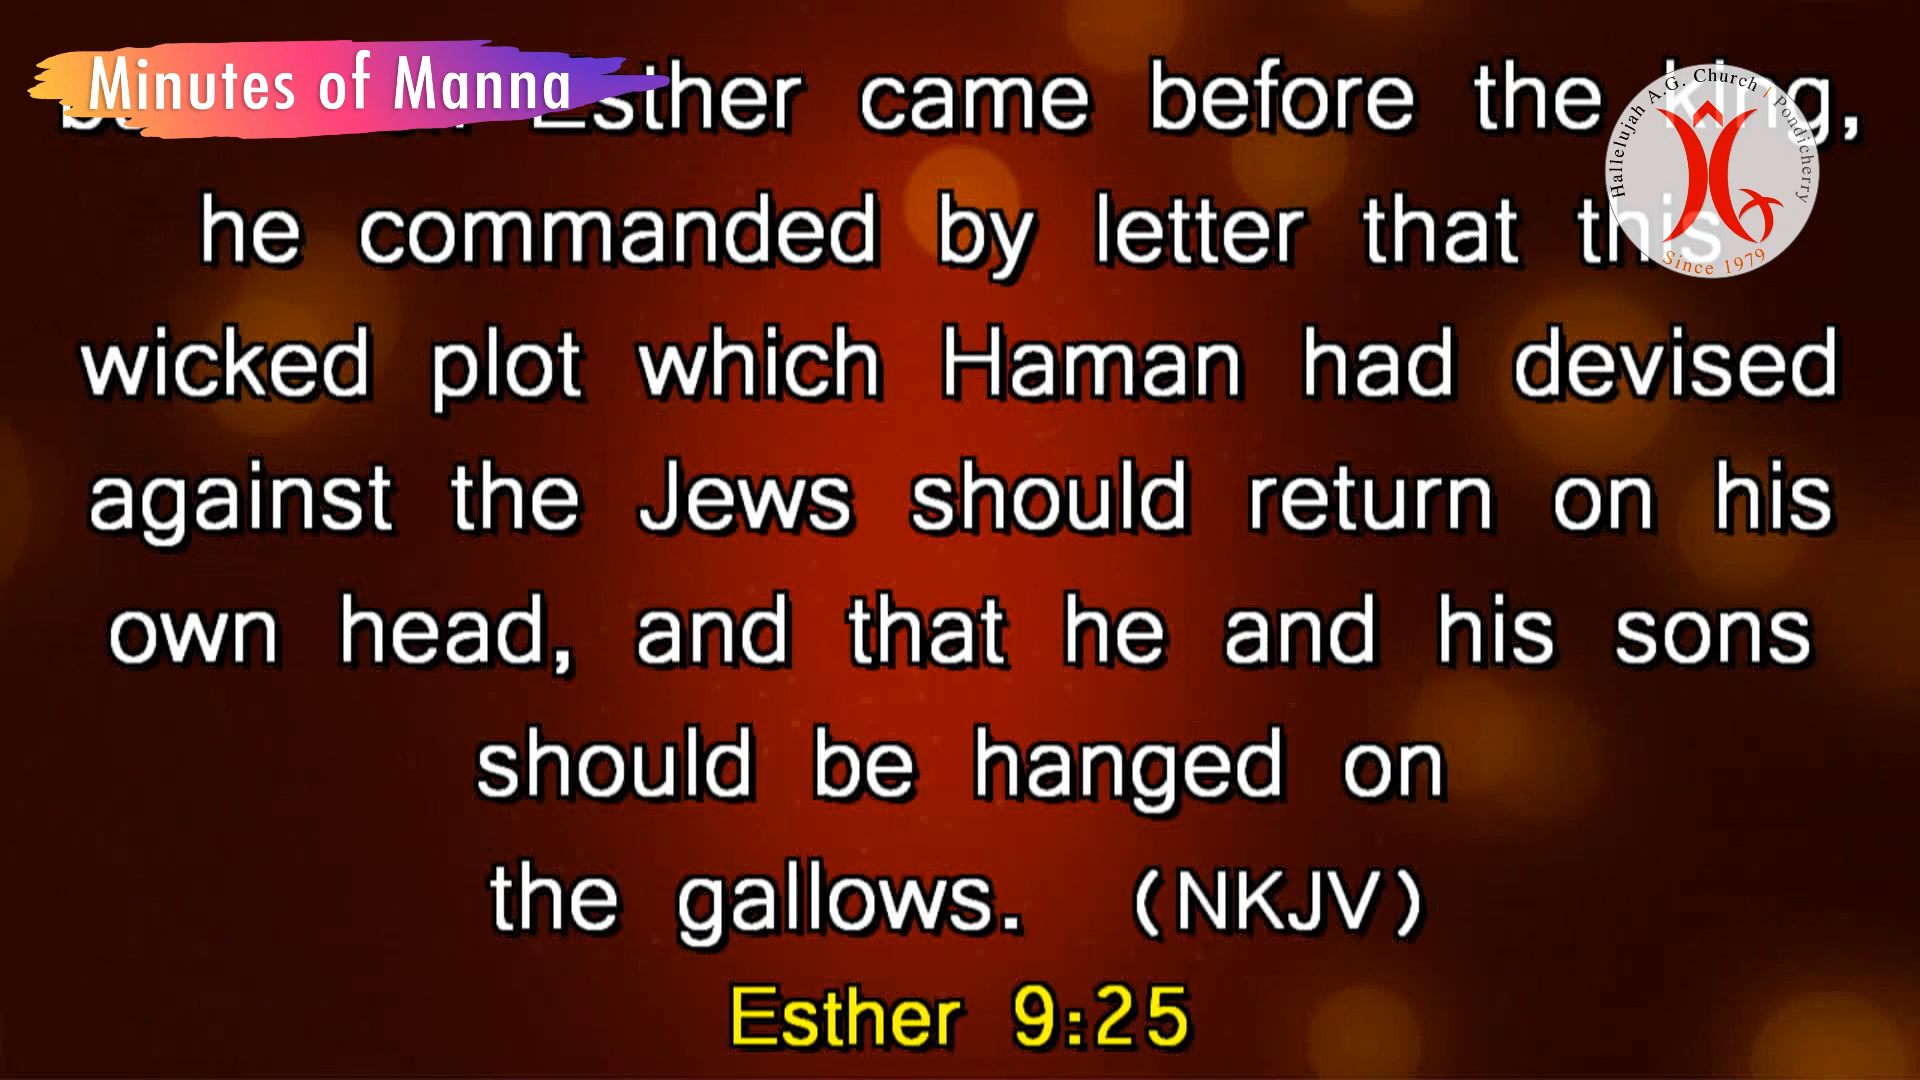 Minutes of Manna
Esther came before the king,
he commanded by letter that this
wicked plot which Haman had devised
against the Jews should return on his
own head, and that he and his sons
should be hanged on
the gallows. (NKJV)
Esther 9:25
Hallelujah A.G. Church | Pondicherry
Since 1979